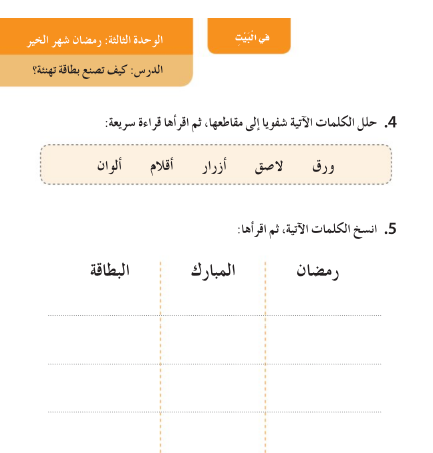 في الْبَيْتِ
الوحدة الثالثة: رمضان شهر الخير
الدرس: كيف تصنع بطاقة تهنئة؟
4. حلل الكلمات الآتية شفويا إلى مقاطعها، ثم اقرأها قراءة سريعة:
ورق لاصق أزرار أقلام ألوان
5. انسخ الكلمات الآتية، ثم اقرأها:
رمضان المبارك البطاقة